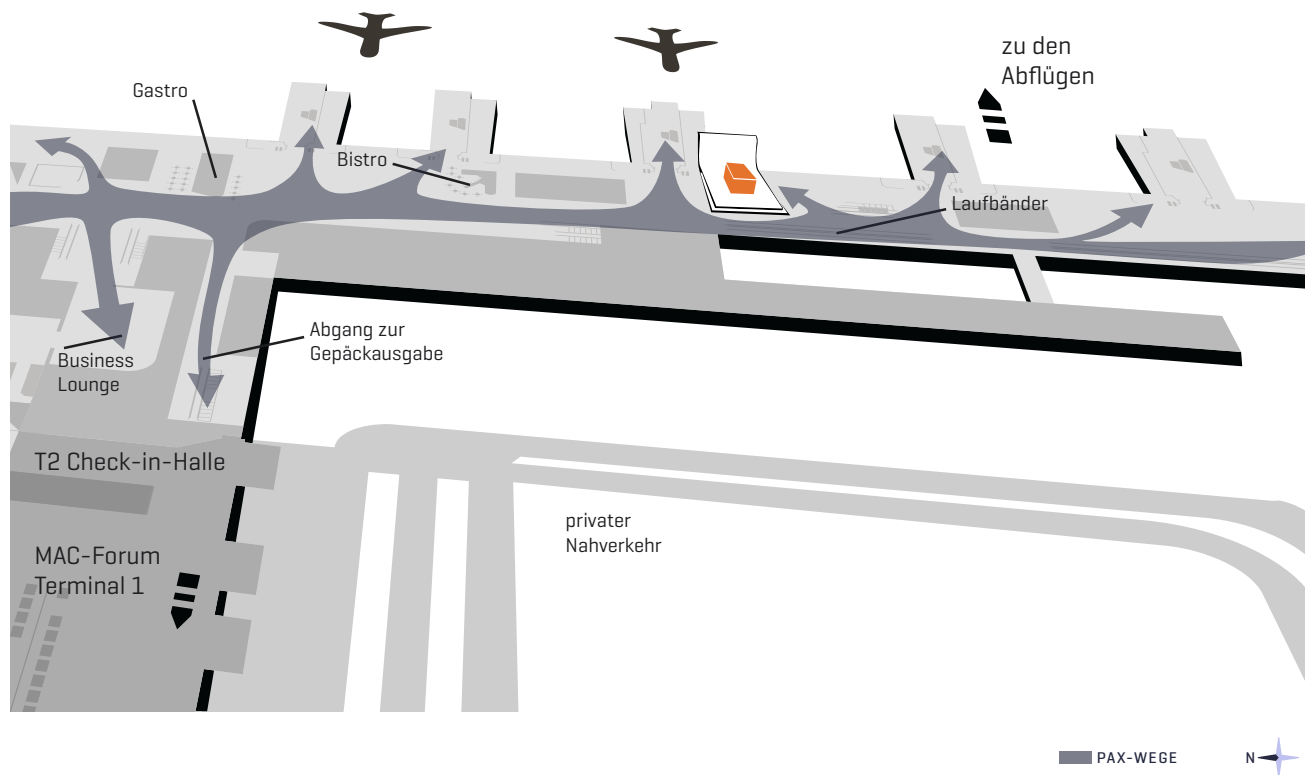 zu den
Abflügen
Gastro
Bistro
Laufbänder
Abgang zur
Gepäckausgabe
Business
Lounge
T2 Check-in-Halle
privater
Nahverkehr
MAC-Forum
Terminal 1
PAX-WEGE
N